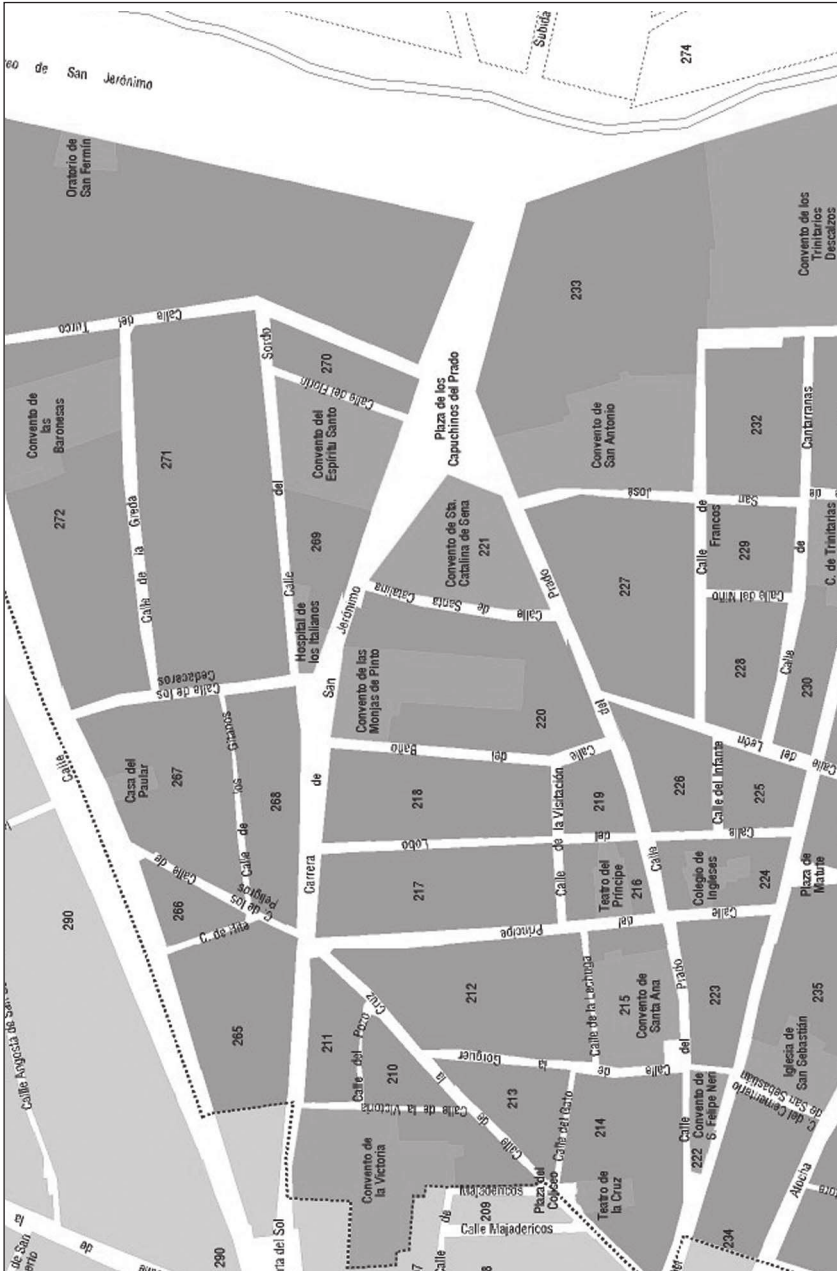 seo de San Jerónimo
Subida
274
Oratorio de
San Fermín
Convento de los
Trinitarios
Descalzos
233
Calle del Turco
Sordo
270
Calle del Florín
Plaza de los
Capuchinos del Prado
Convento de
las
Baronesas
271
Convento del
Espíritu Santo
Convento de
San Antonio
232
Cantarranas
272
Calle de la Greda
del
269
Convento de Sta.
Catalina de Sena
221
José
San
de
Francos
229
de
Calle
Hospital de
los Italianos
Jerónimo
Calle de Santa Catalina
Prado
227
Calle de
Calle del Niño
C. de Trinitarias
Calle de los Cedaceros
San
Convento de las
Monjas de Pinto
220
del
228
Calle
230
Calle
Casa del
Paular
267
Calle de los Gitanos
268
de
Calle del Baño
218
Calle de la Visitación
219
226
Calle del Infante
225
Calle del León
290
Calle de
C. de los
Peligros
266
Carrera
Calle del Lobo
217
Teatro del
Príncipe
216
Calle
Colegio de
Ingleses
224
Plaza de
Matute
265
211
Calle del Pozo
Calle de la Cruz
212
Calle del Príncipe
Calle de la Lechuga
215
Convento de
Santa Ana
Prado
223
235
Iglesia de
San Sebastián
C. del Cementerio
de San Sebastián
Calle Angosta de San
210
Calle de la Victoria
Calle de la Gorguera
213
Calle del Gato
214
del
Calle
222
Convento de
S. Felipe Neri
Convento de
la Victoria
Plaza del
Coliseo
Teatro de
la Cruz
Atocha
290
rta del Sol
Calle de
209
Majadericos
Calle Majadericos
234
de San
de la